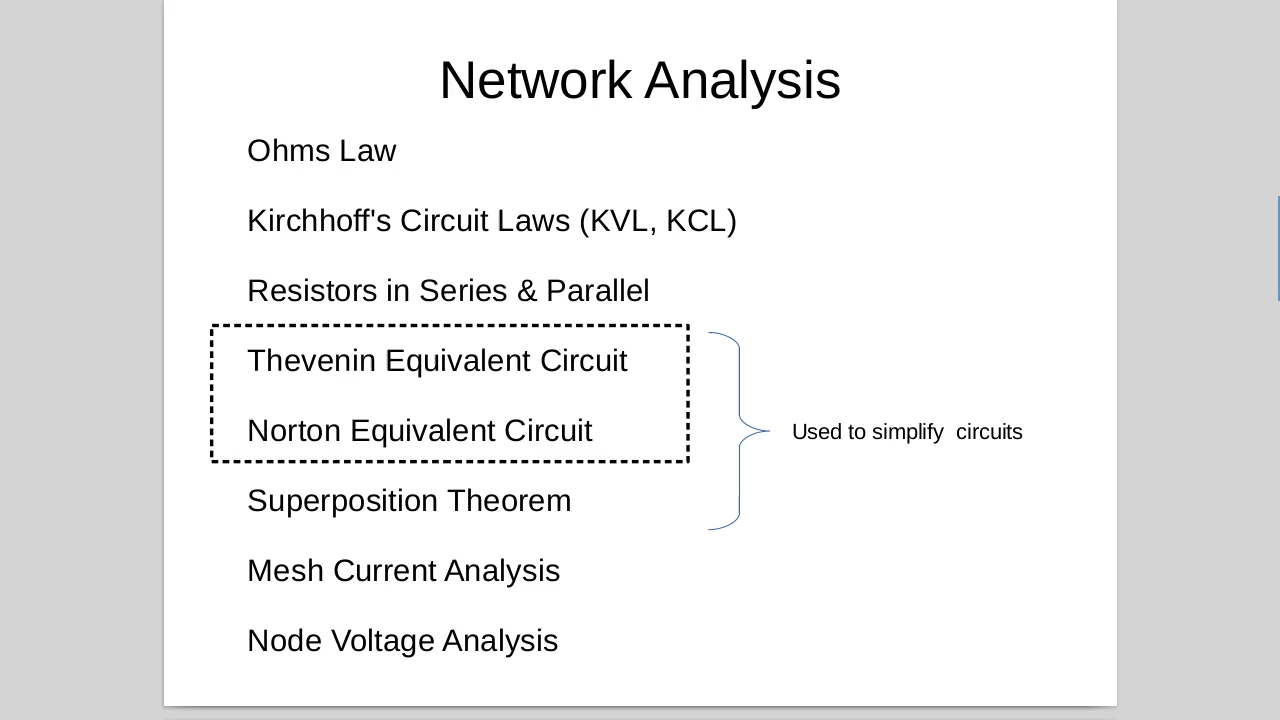 Network Analysis
Ohms Law
Kirchhoff's Circuit Laws (KVL, KCL)
Resistors in Series & Parallel
Thevenin Equivalent Circuit
Norton Equivalent Circuit
Used to simplify  circuits
Superposition Theorem
Mesh Current Analysis
Node Voltage Analysis